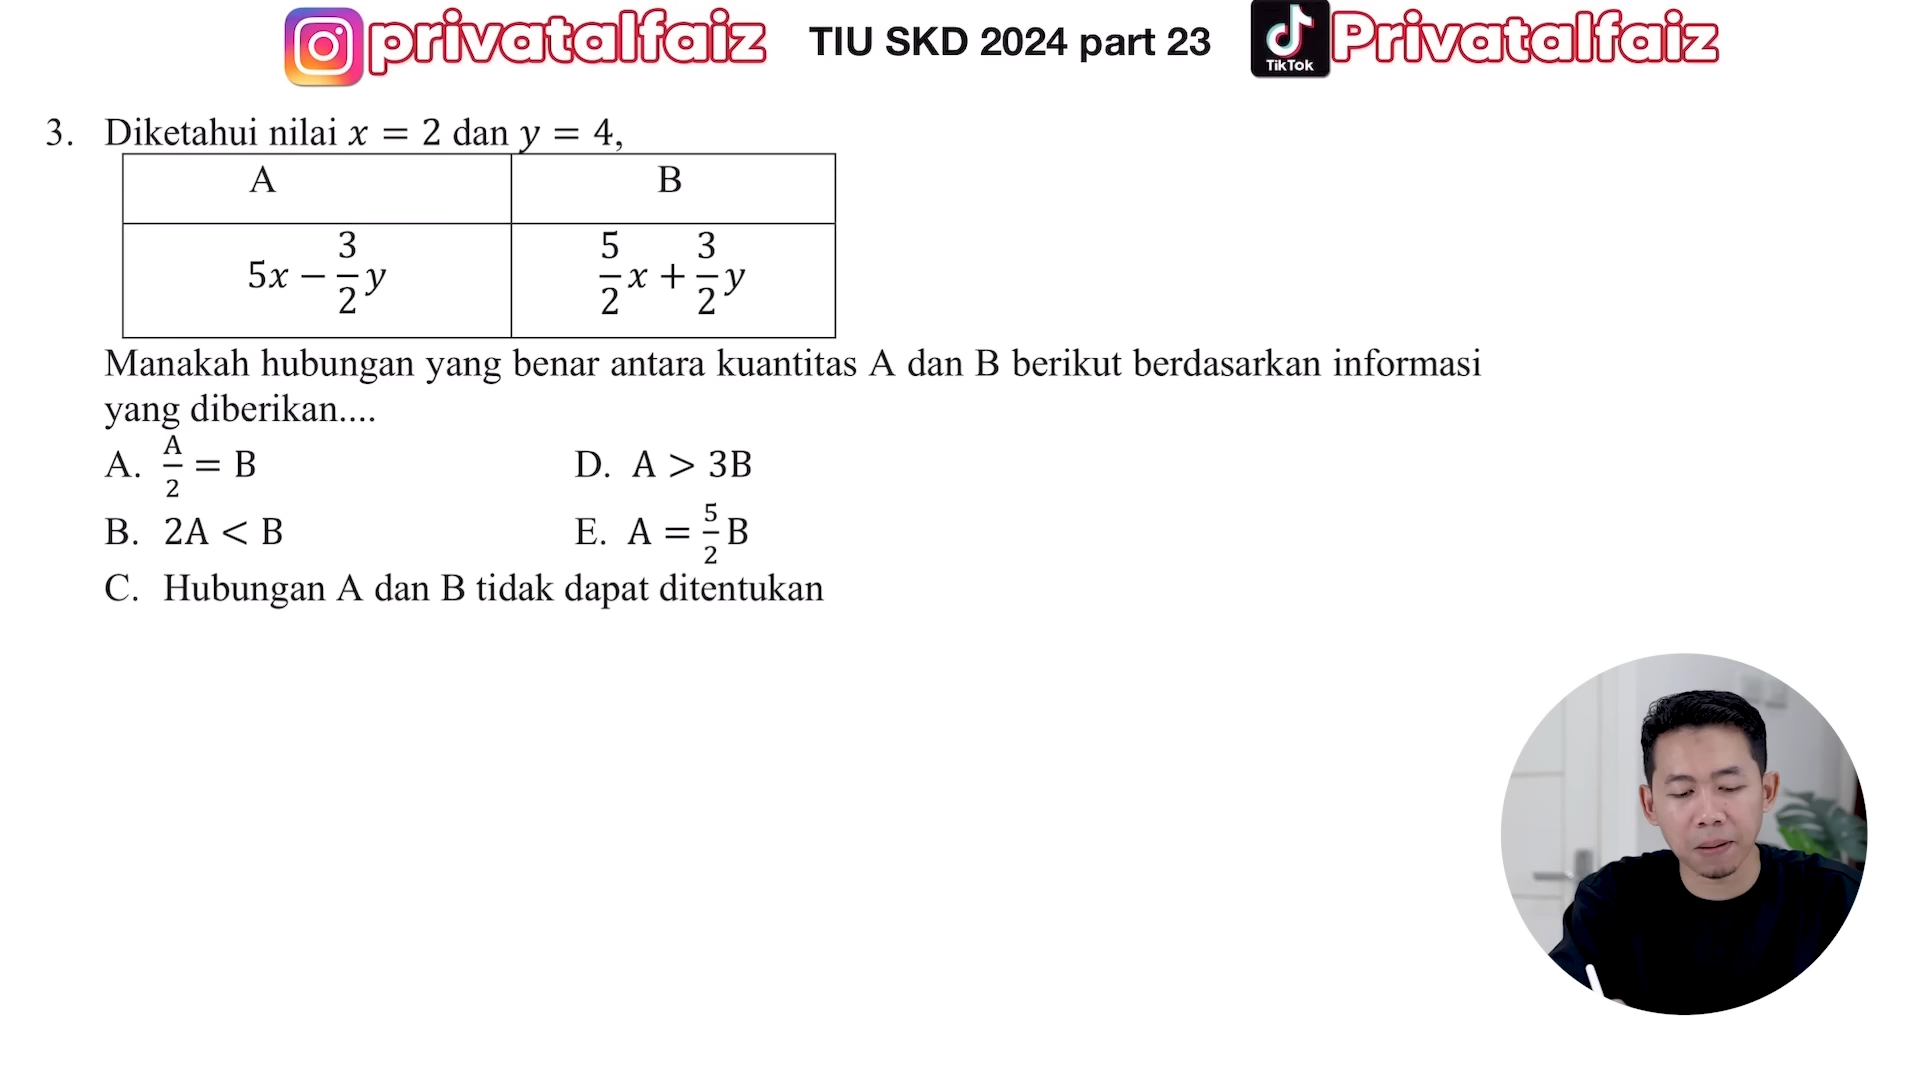 privatalfaiz TIU SKD 2024 part 23 TikTok Privatalfaiz
3. Diketahui nilai x = 2 dan y = 4,
A B
5x − 3/2 y 5/2 x + 3/2 y
Manakah hubungan yang benar antara kuantitas A dan B berikut berdasarkan informasi
yang diberikan....
A. A/2 = B D. A > 3B
B. 2A < B E. A = 5/2 B
C. Hubungan A dan B tidak dapat ditentukan